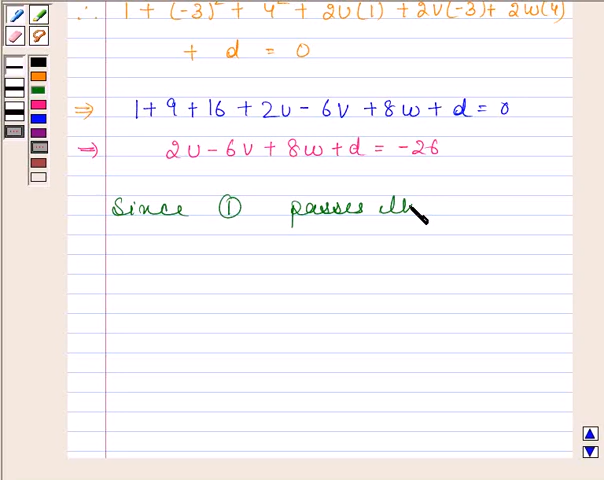 ∴ 1 + (-3)² + 4² + 2u(1) + 2v(-3) + 2w(4)
+ d = 0
⇒ 1 + 9 + 16 + 2u - 6v + 8w + d = 0
⇒ 2u - 6v + 8w + d = -26
Since ① passes